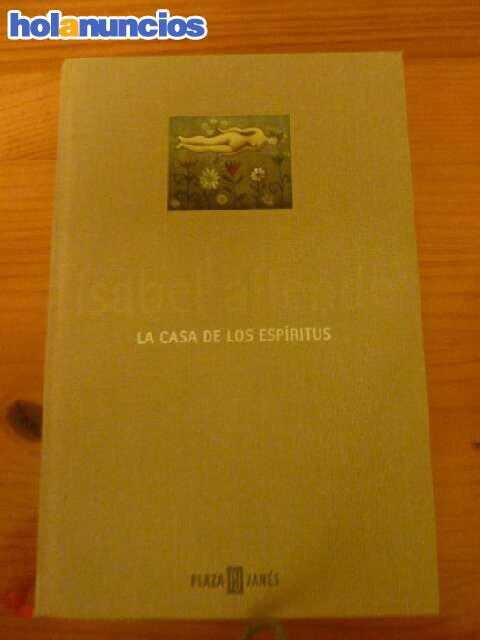 holanuncios
isabel allende
LA CASA DE LOS ESPÍRITUS
PLAZA JANÉS